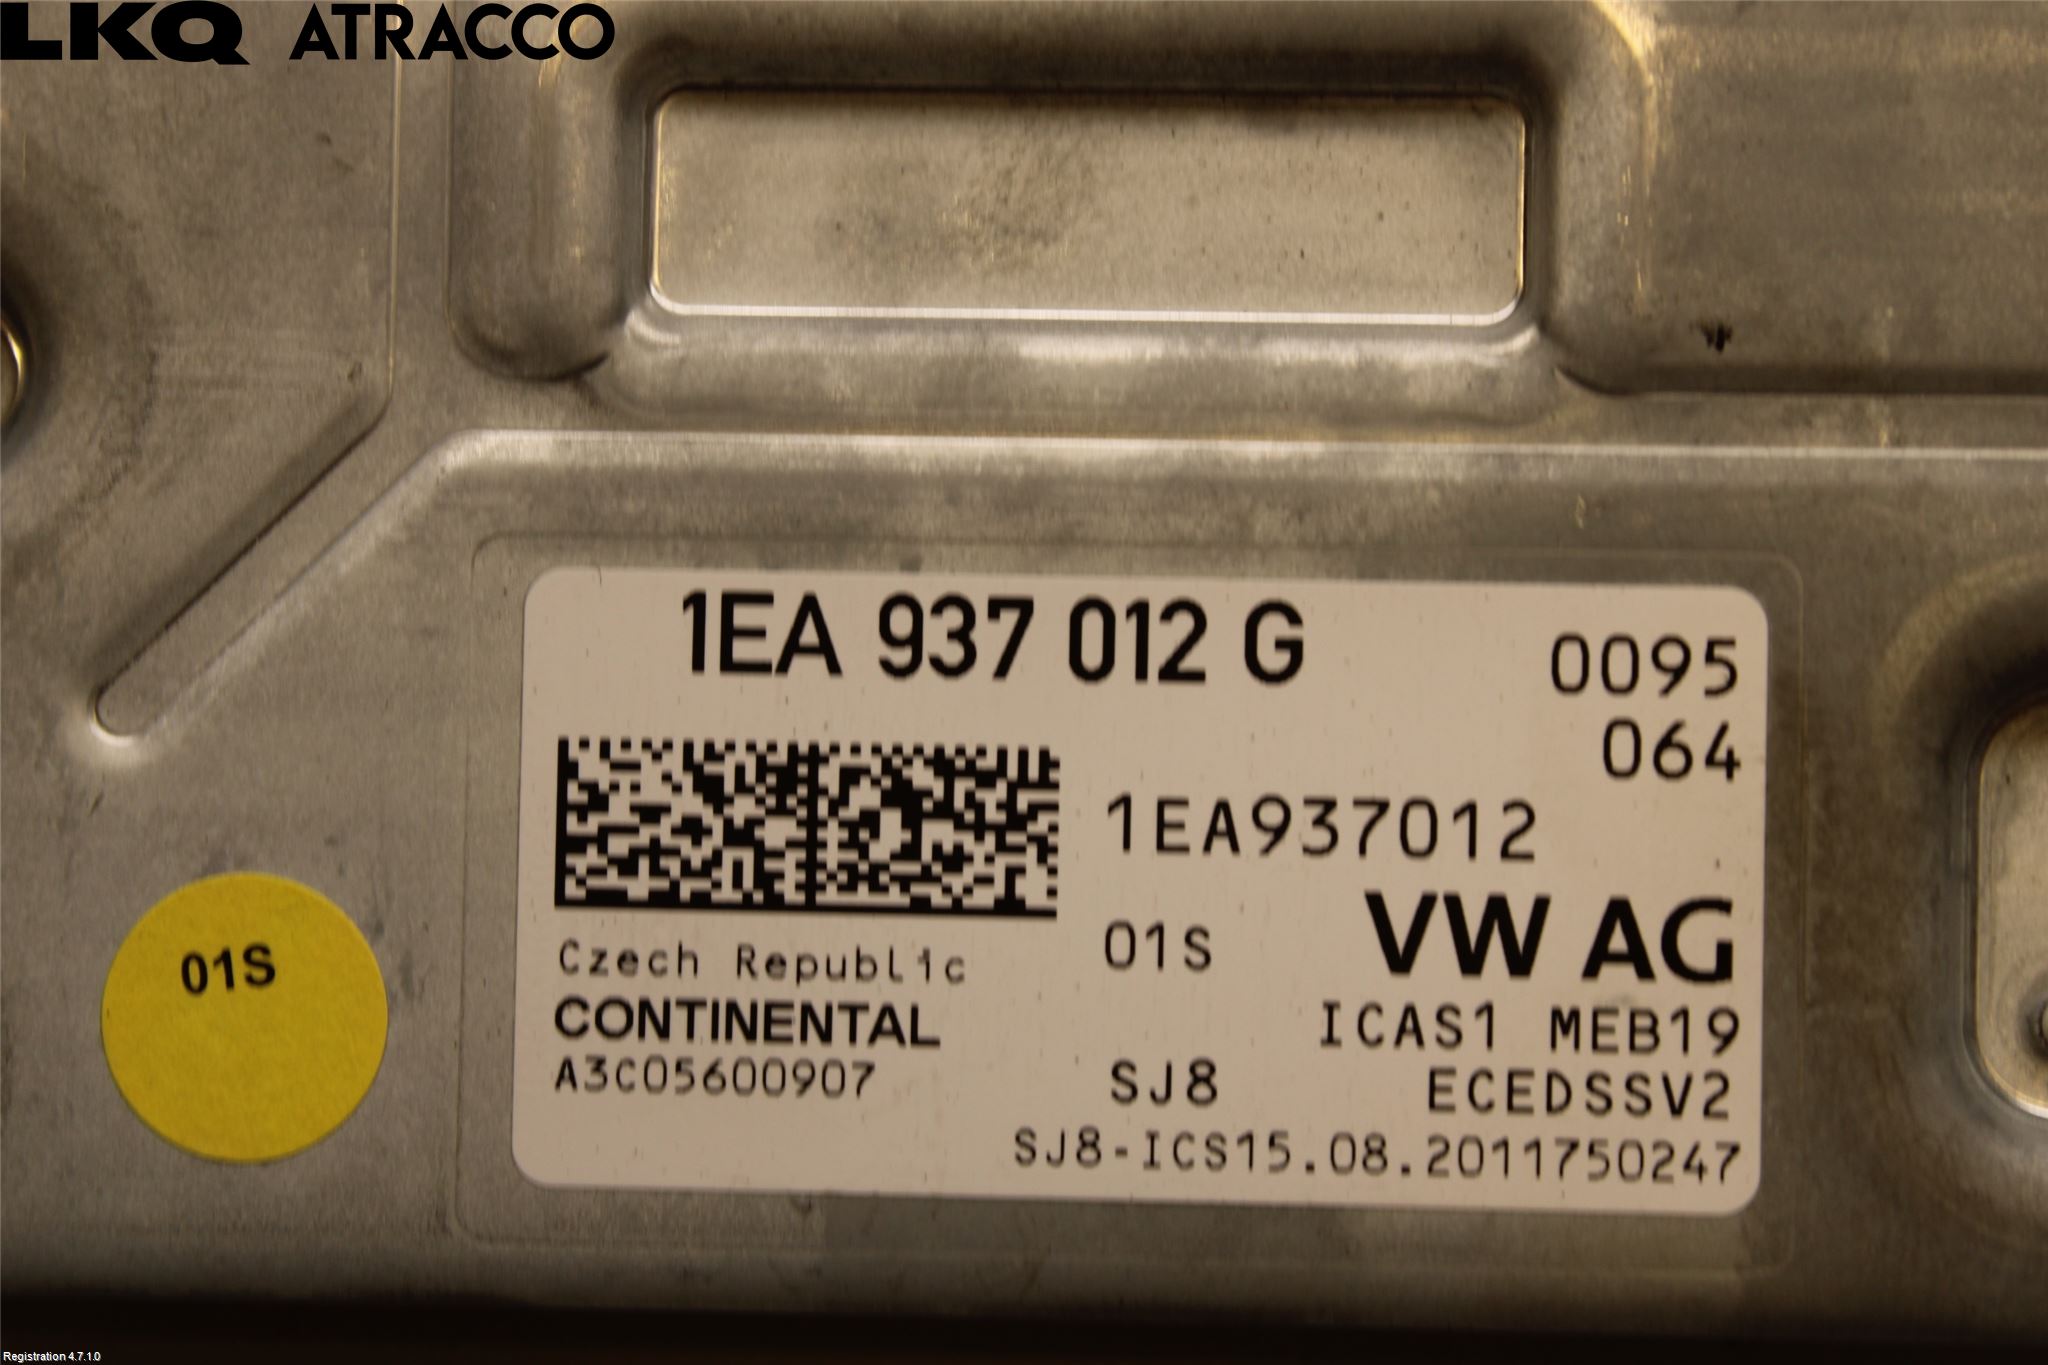 LKQ ATRACCO
1EA 937 012 G
0095
064
1EA937012
01S
VW AG
Czech Republic
CONTINENTAL
A3C05600907
ICAS1 MEB19
SJ8
ECEDSSV2
SJ8-ICS15.08.2011750247
01S
Registration 4.7.1.0